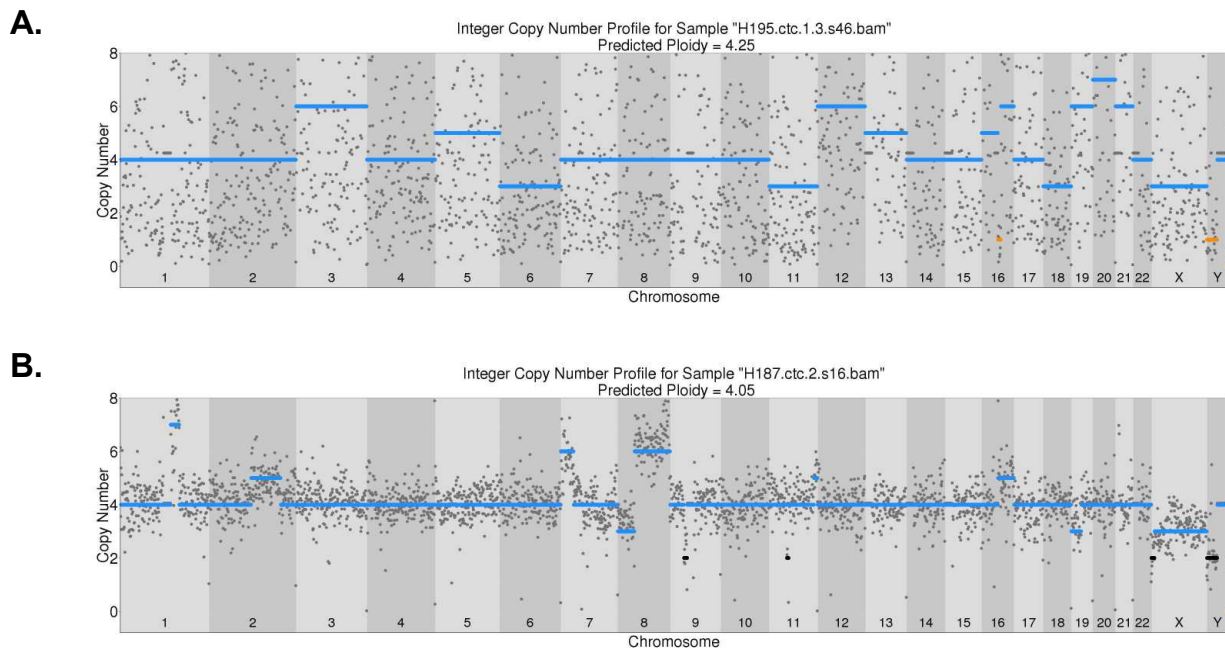 A.
Integer Copy Number Profile for Sample "H195.ctc.1.3.s46.bam"
Predicted Ploidy = 4.25
Copy Number
8
6
4
2
0
1 2 3 4 5 6 7 8 9 10 11 12 13 14 15 16 17 18 19 20 21 22 X Y
Chromosome
B.
Integer Copy Number Profile for Sample "H187.ctc.2.s16.bam"
Predicted Ploidy = 4.05
Copy Number
8
6
4
2
0
1 2 3 4 5 6 7 8 9 10 11 12 13 14 15 16 17 18 19 20 21 22 X Y
Chromosome